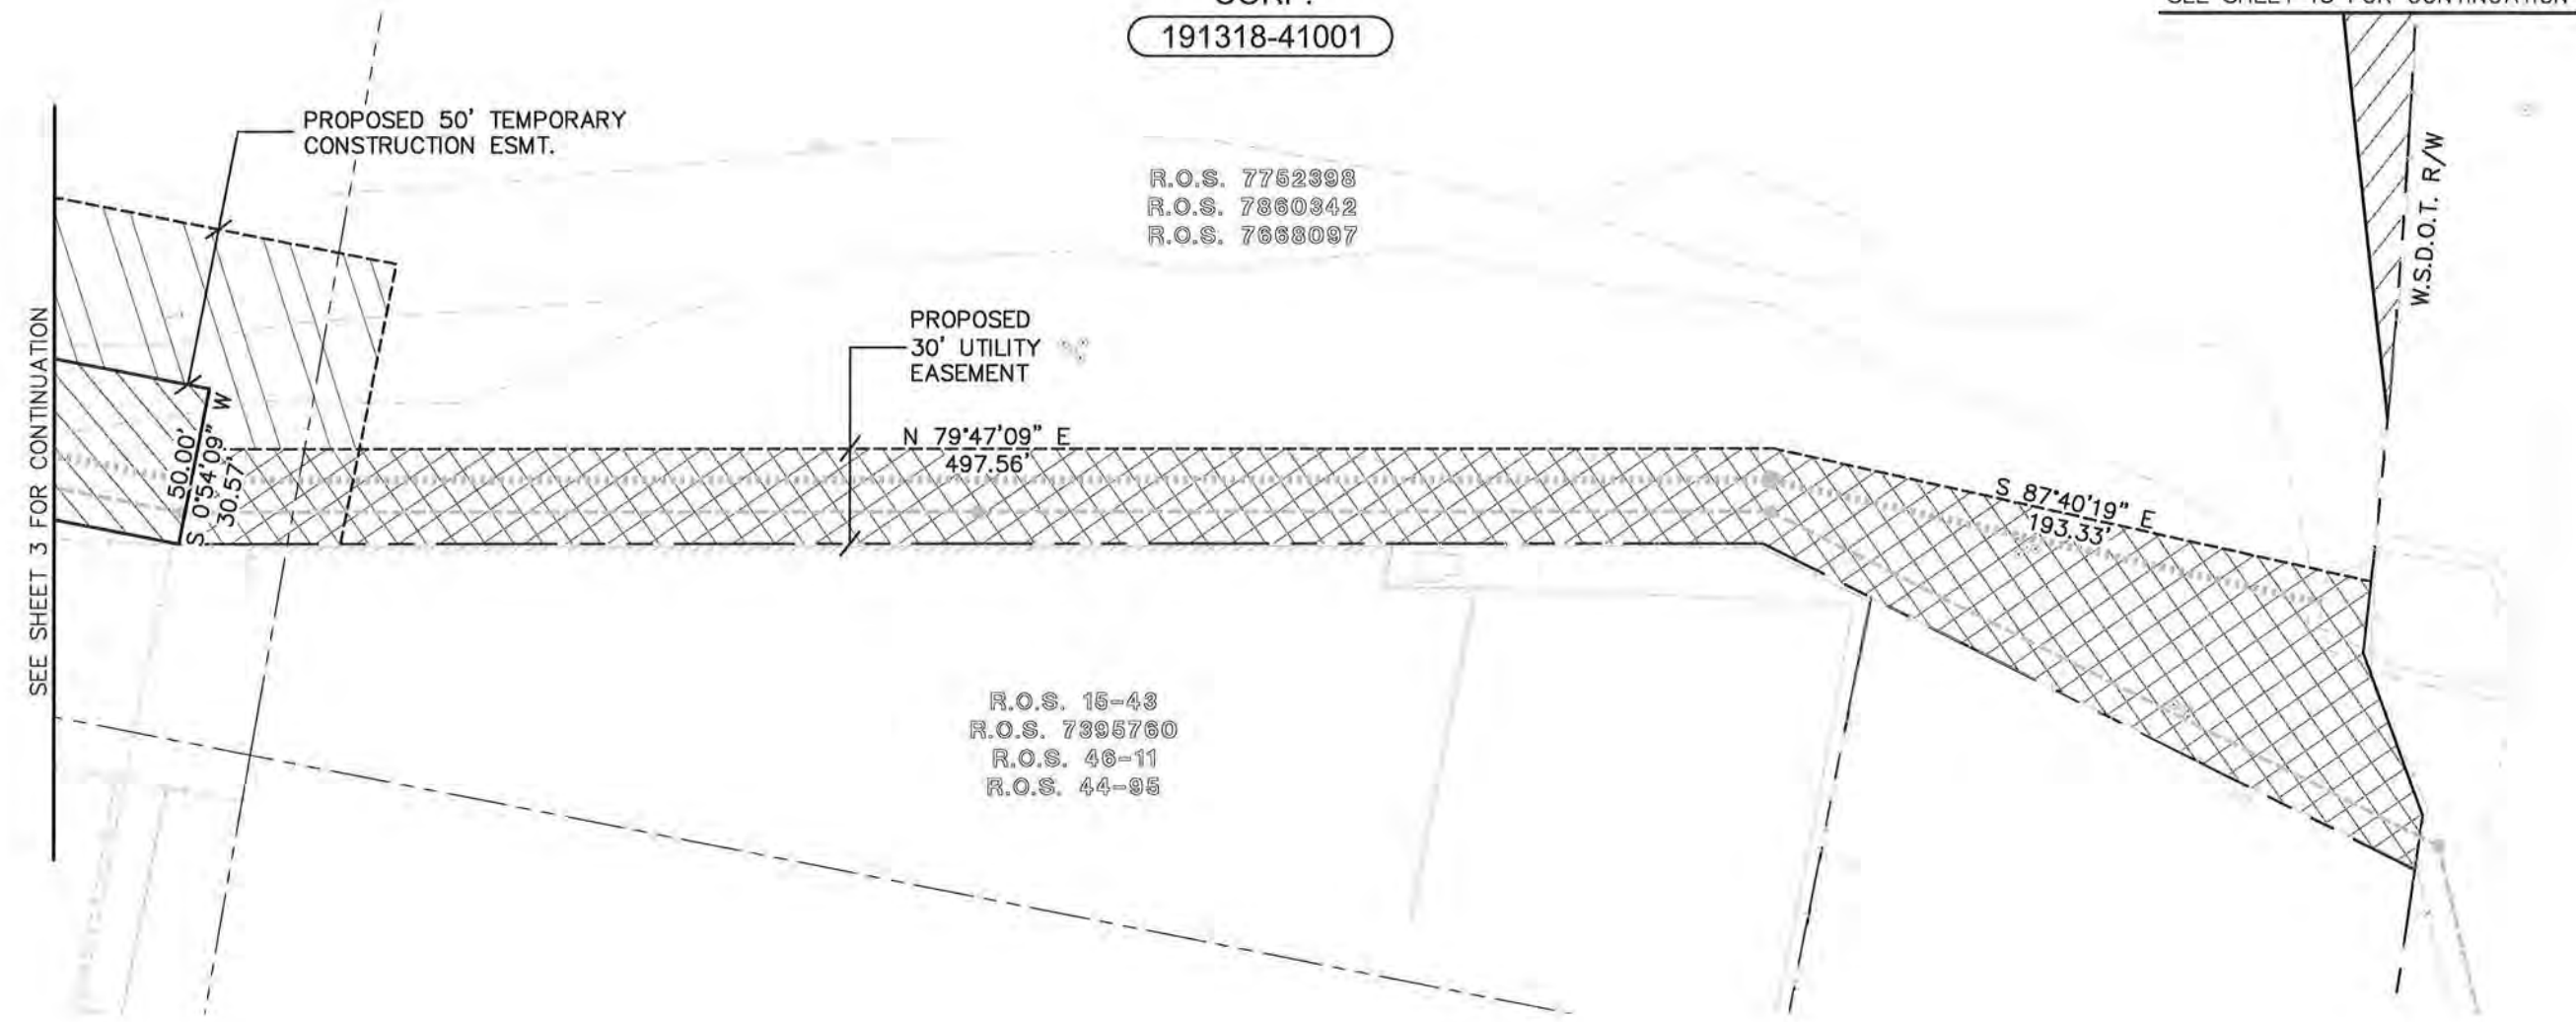 191318-41001
PROPOSED 50' TEMPORARY
CONSTRUCTION ESMT.
R.O.S. 7752398
R.O.S. 7860342
R.O.S. 7668097
W.S.D.O.T. R/W
PROPOSED
30' UTILITY
EASEMENT
SEE SHEET 3 FOR CONTINUATION
50.00'
S 0°54'09" W
30.57'
N 79°47'09" E
497.56'
S 87°40'19" E
193.33'
R.O.S. 15-43
R.O.S. 7395760
R.O.S. 46-11
R.O.S. 44-95